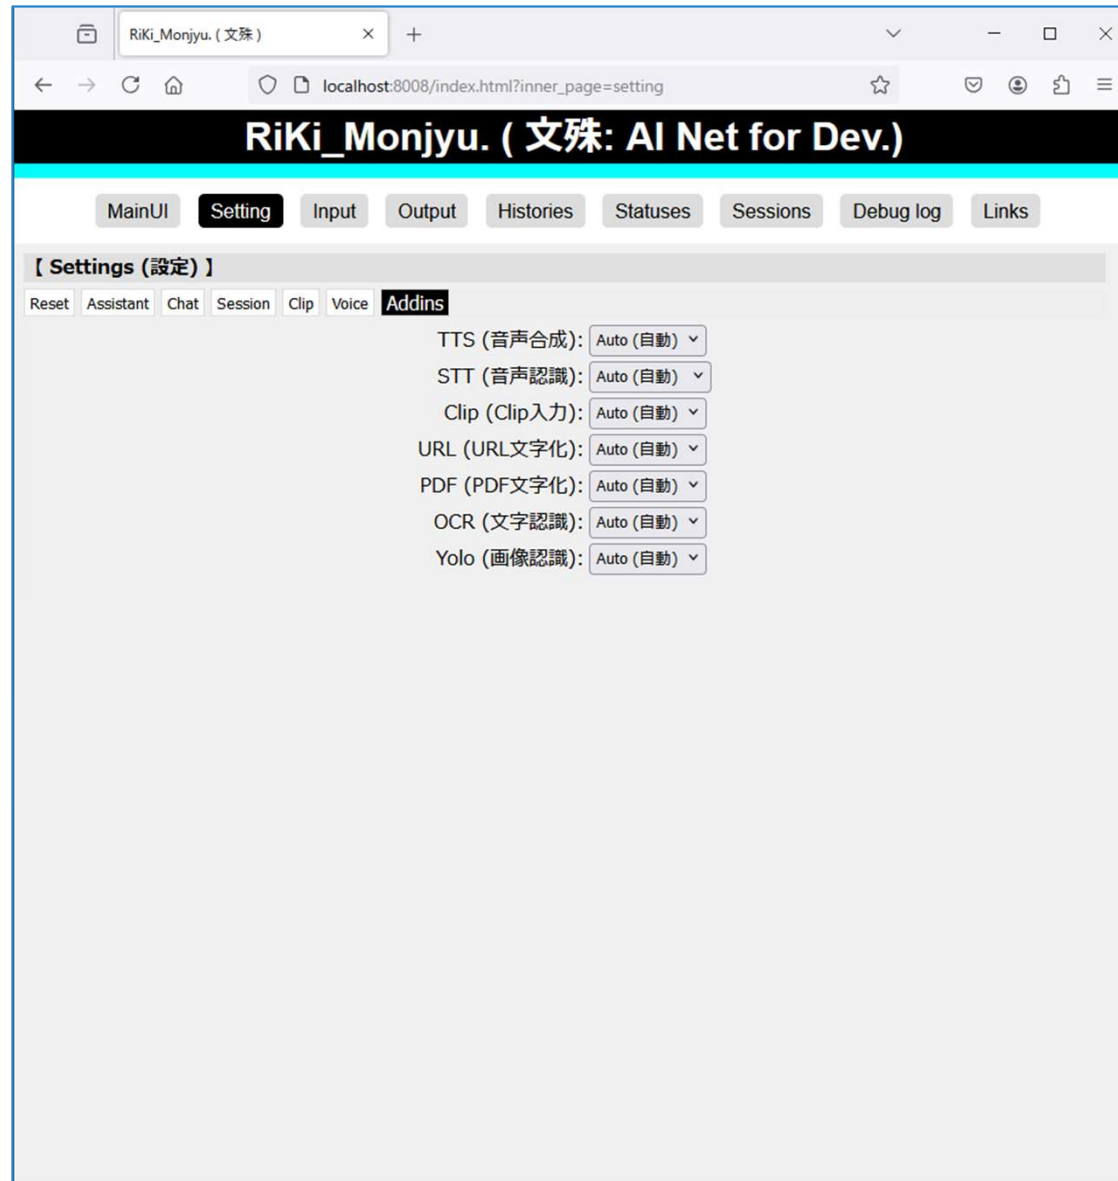 RiKi_Monjyu. ( 文殊 )
localhost:8008/index.html?inner_page=setting
RiKi_Monjyu. ( 文殊: AI Net for Dev.)
MainUI Setting Input Output Histories Statuses Sessions Debug log Links
【 Settings (設定) 】
Reset Assistant Chat Session Clip Voice Addins
TTS (音声合成): Auto (自動)
STT (音声認識): Auto (自動)
Clip (Clip入力): Auto (自動)
URL (URL文字化): Auto (自動)
PDF (PDF文字化): Auto (自動)
OCR (文字認識): Auto (自動)
Yolo (画像認識): Auto (自動)